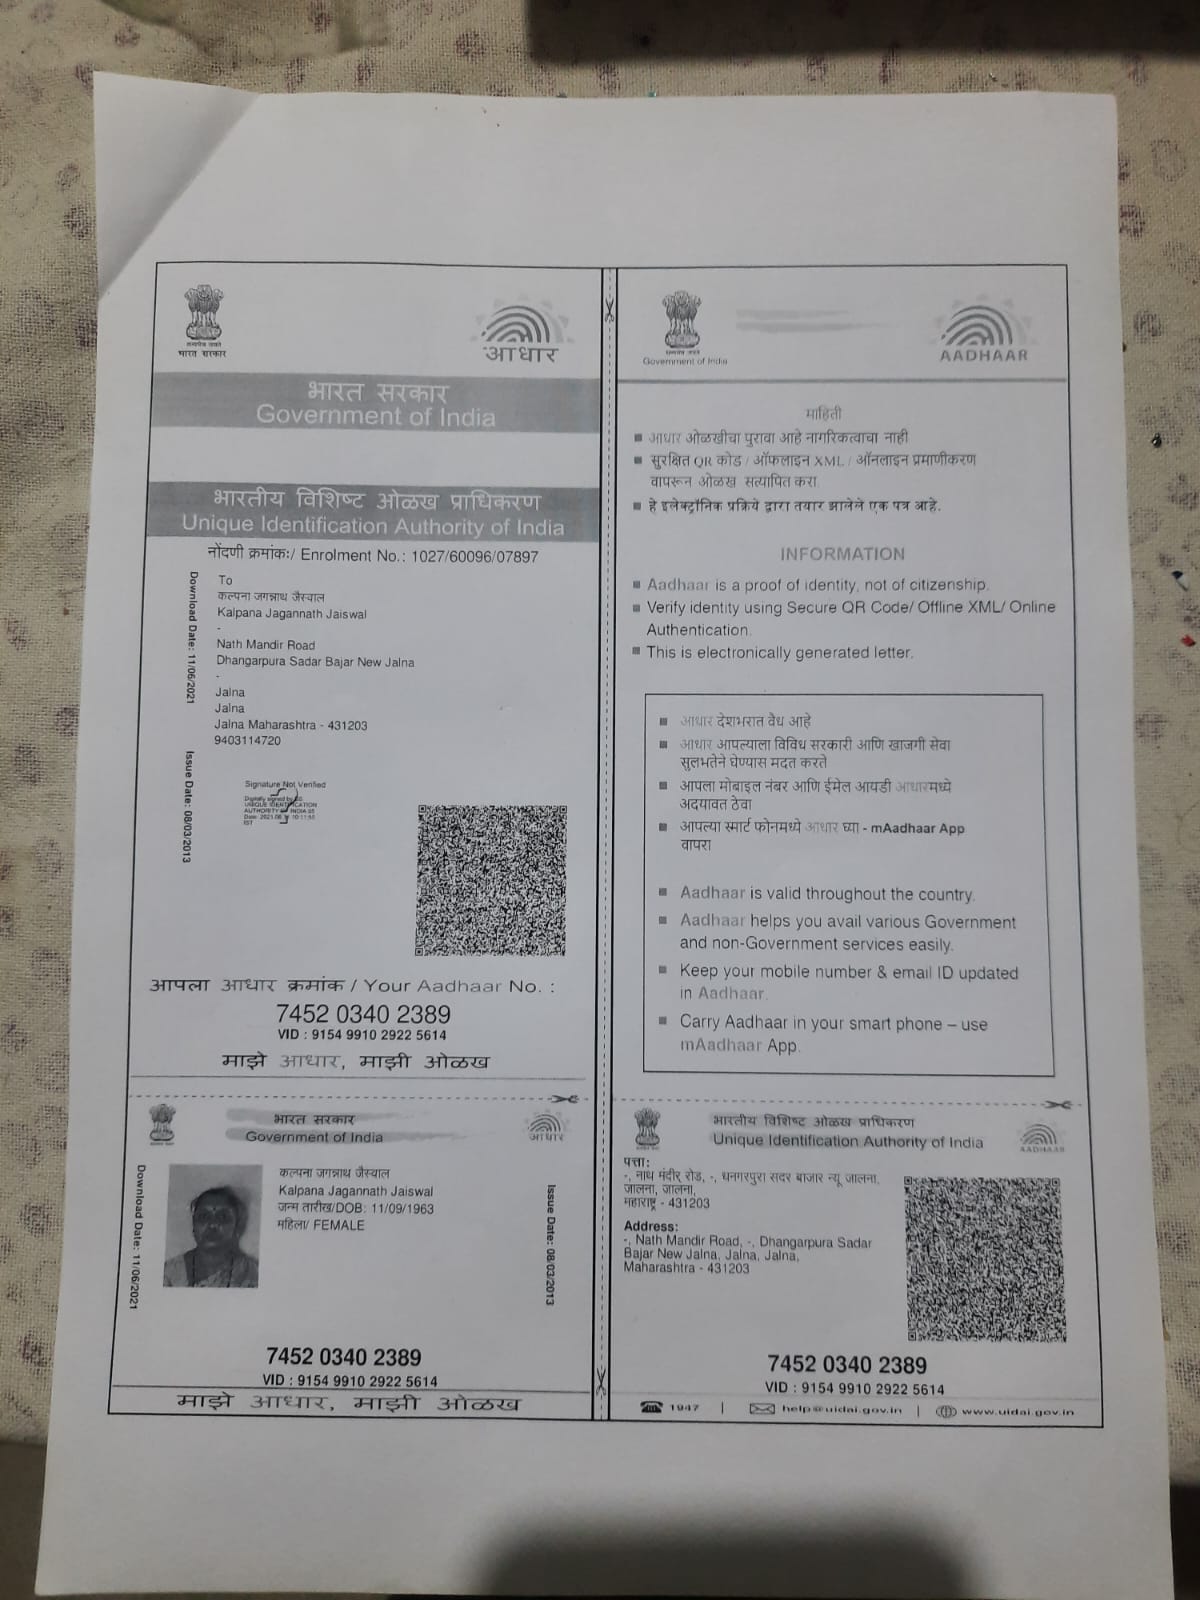 सत्यमेव जयते
भारत सरकार
आधार
भारत सरकार
Government of India
भारतीय विशिष्ट ओळख प्राधिकरण
Unique Identification Authority of India
नोंदणी क्रमांकः/ Enrolment No.: 1027/60096/07897
Download Date: 11/06/2021
Issue Date: 08/03/2013
To
कल्पना जगन्नाथ जैस्वाल
Kalpana Jagannath Jaiswal
-
Nath Mandir Road
Dhangarpura Sadar Bajar New Jalna
-
Jalna
Jalna
Jalna Maharashtra - 431203
9403114720
Signature Not Verified
Digitally signed by
UNIQUE IDENTIFICATION
AUTHORITY OF INDIA 05
IST
आपला आधार क्रमांक / Your Aadhaar No. :
7452 0340 2389
VID : 9154 9910 2922 5614
माझे आधार, माझी ओळख
भारत सरकार
Government of India
आधार
Download Date: 11/06/2021
कल्पना जगन्नाथ जैस्वाल
Kalpana Jagannath Jaiswal
जन्म तारीख/DOB: 11/09/1963
महिला/ FEMALE
Issue Date: 08/03/2013
7452 0340 2389
VID : 9154 9910 2922 5614
माझे आधार, माझी ओळख
सत्यमेव जयते
Government of India
AADHAAR
माहिती
आधार ओळखीचा पुरावा आहे नागरिकत्वाचा नाही
सुरक्षित QR कोड / ऑफलाइन XML / ऑनलाइन प्रमाणीकरण
वापरून ओळख सत्यापित करा.
हे इलेक्ट्रॉनिक प्रक्रिये द्वारा तयार झालेले एक पत्र आहे.
INFORMATION
Aadhaar is a proof of identity, not of citizenship.
Verify identity using Secure QR Code/ Offline XML/ Online
Authentication.
This is electronically generated letter.
आधार देशभरात वैध आहे
आधार आपल्याला विविध सरकारी आणि खाजगी सेवा
सुलभतेने घेण्यास मदत करते
आपला मोबाइल नंबर आणि ईमेल आयडी आधारमध्ये
अदयावत ठेवा
आपल्या स्मार्ट फोनमध्ये आधार घ्या - mAadhaar App
वापरा
Aadhaar is valid throughout the country.
Aadhaar helps you avail various Government
and non-Government services easily.
Keep your mobile number & email ID updated
in Aadhaar.
Carry Aadhaar in your smart phone – use
mAadhaar App.
भारतीय विशिष्ट ओळख प्राधिकरण
Unique Identification Authority of India
AADHAAR
पत्ता:
-, नाथ मंदीर रोड, -, धनगरपुरा सदर बाजार न्यू जालना,
जालना, जालना,
महाराष्ट्र - 431203
Address:
-, Nath Mandir Road, -, Dhangarpura Sadar
Bajar New Jalna, Jalna, Jalna,
Maharashtra - 431203
7452 0340 2389
VID : 9154 9910 2922 5614
1947 | help@uidai.gov.in | www.uidai.gov.in